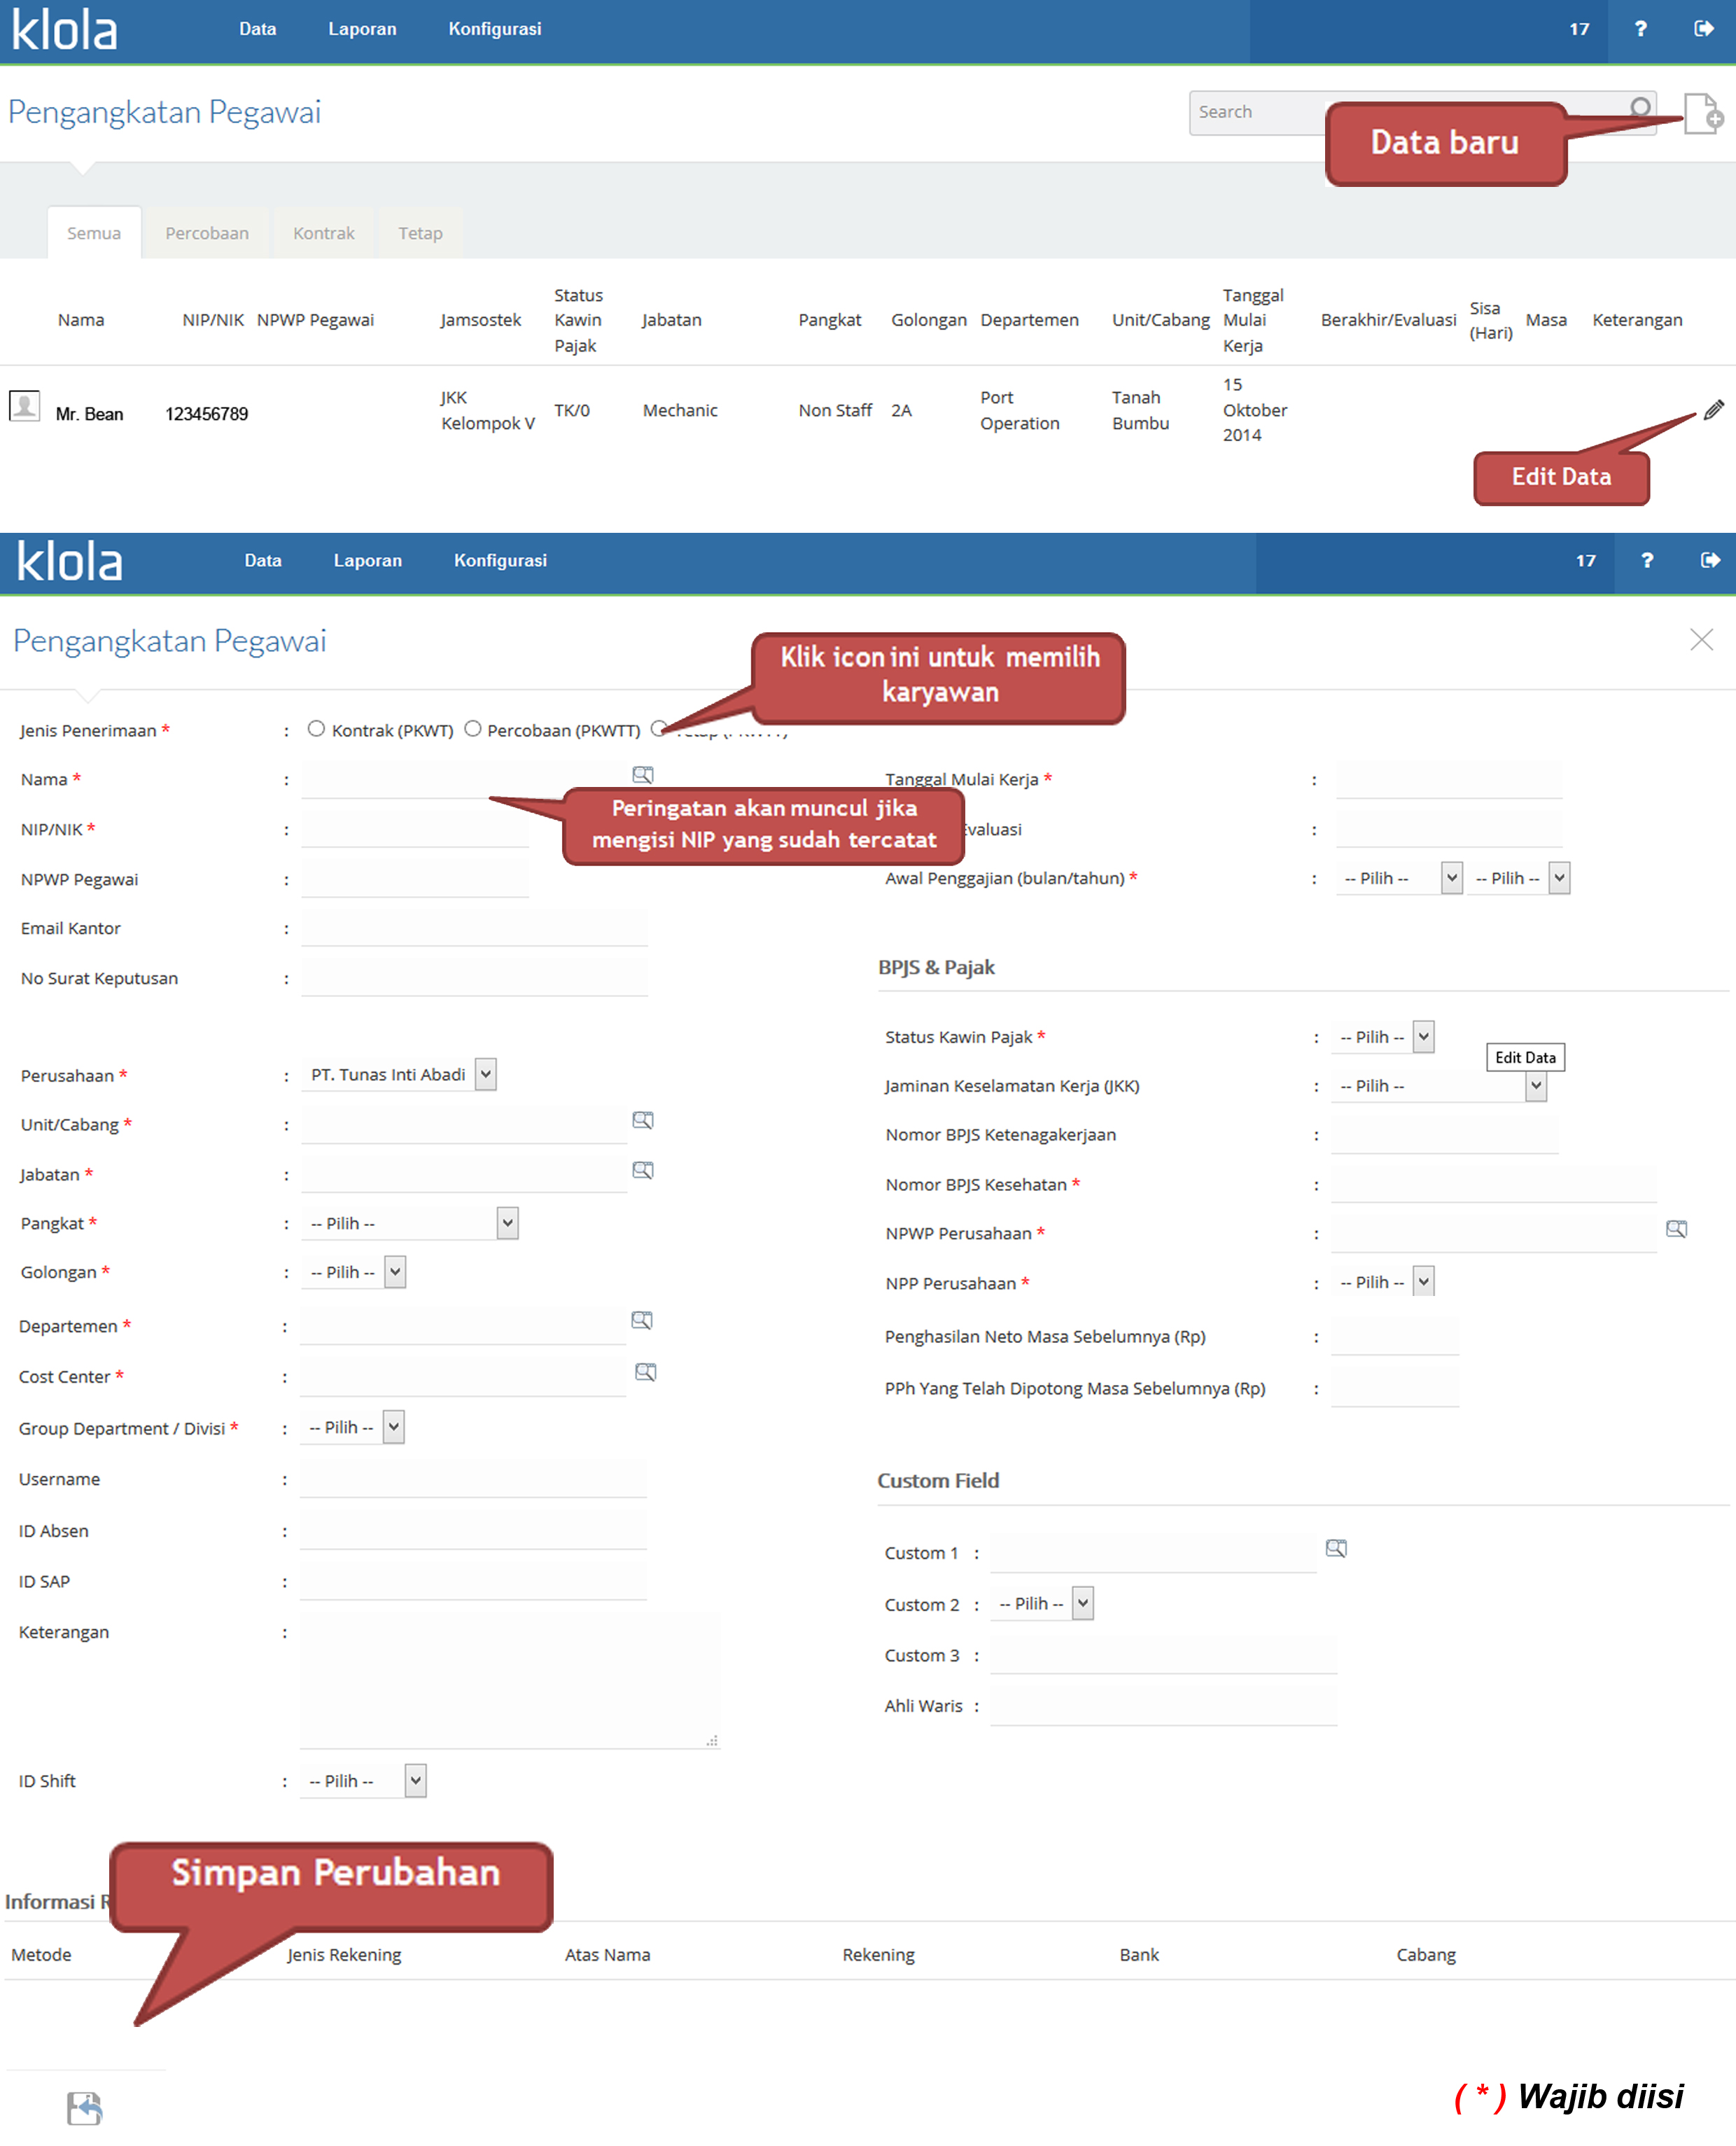 klola
Data Laporan Konfigurasi 17 ?
Pengangkatan Pegawai
Search
Data baru
Semua Percobaan Kontrak Tetap
Nama NIP/NIK NPWP Pegawai Jamsostek Status Kawin Pajak Jabatan Pangkat Golongan Departemen Unit/Cabang Tanggal Mulai Kerja Berakhir/Evaluasi Sisa (Hari) Masa Keterangan
Mr. Bean 123456789 JKK Kelompok V TK/0 Mechanic Non Staff 2A Port Operation Tanah Bumbu 15 Oktober 2014
Edit Data
klola
Data Laporan Konfigurasi 17 ?
Pengangkatan Pegawai
Klik icon ini untuk memilih
karyawan
Jenis Penerimaan * : Kontrak (PKWT) Percobaan (PKWTT)
Nama * :
Peringatan akan muncul jika
mengisi NIP yang sudah tercatat
NIP/NIK * :
NPWP Pegawai :
Email Kantor :
No Surat Keputusan :
Perusahaan * : PT. Tunas Inti Abadi
Unit/Cabang * :
Jabatan * :
Pangkat * : -- Pilih --
Golongan * : -- Pilih --
Departemen * :
Cost Center * :
Group Department / Divisi * : -- Pilih --
Username :
ID Absen :
ID SAP :
Keterangan :
ID Shift : -- Pilih --
Tanggal Mulai Kerja * :
valuasi :
Awal Penggajian (bulan/tahun) * : -- Pilih -- -- Pilih --
BPJS & Pajak
Status Kawin Pajak * : -- Pilih --
Edit Data
Jaminan Keselamatan Kerja (JKK) : -- Pilih --
Nomor BPJS Ketenagakerjaan :
Nomor BPJS Kesehatan * :
NPWP Perusahaan * :
NPP Perusahaan * : -- Pilih --
Penghasilan Neto Masa Sebelumnya (Rp) :
PPh Yang Telah Dipotong Masa Sebelumnya (Rp) :
Custom Field
Custom 1 :
Custom 2 : -- Pilih --
Custom 3 :
Ahli Waris :
Simpan Perubahan
Informasi
Metode Jenis Rekening Atas Nama Rekening Bank Cabang
( * ) Wajib diisi